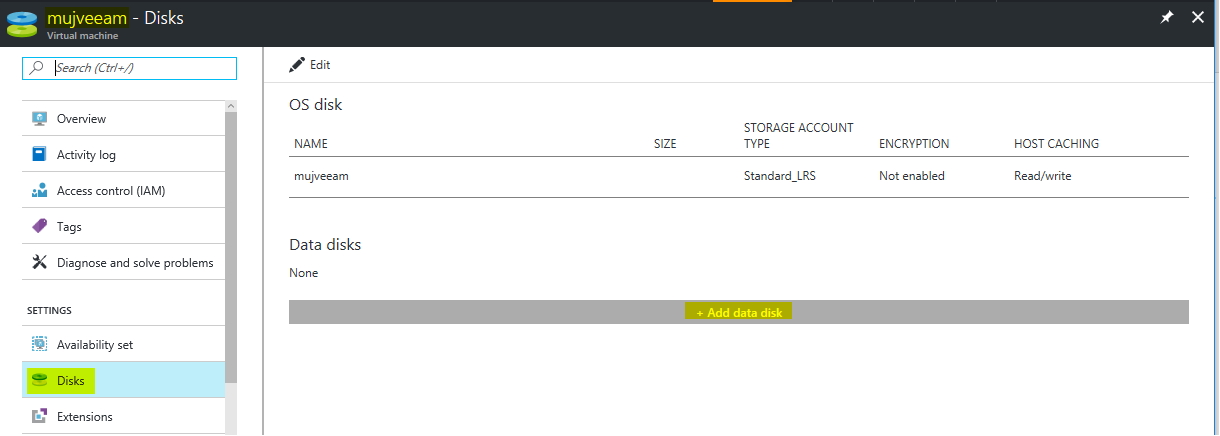 mujveeam - Disks
Virtual machine
Search (Ctrl+/)
Overview
Activity log
Access control (IAM)
Tags
Diagnose and solve problems
SETTINGS
Availability set
Disks
Extensions
Edit
OS disk
NAME SIZE STORAGE ACCOUNT TYPE ENCRYPTION HOST CACHING
mujveeam Standard_LRS Not enabled Read/write
Data disks
None
+ Add data disk